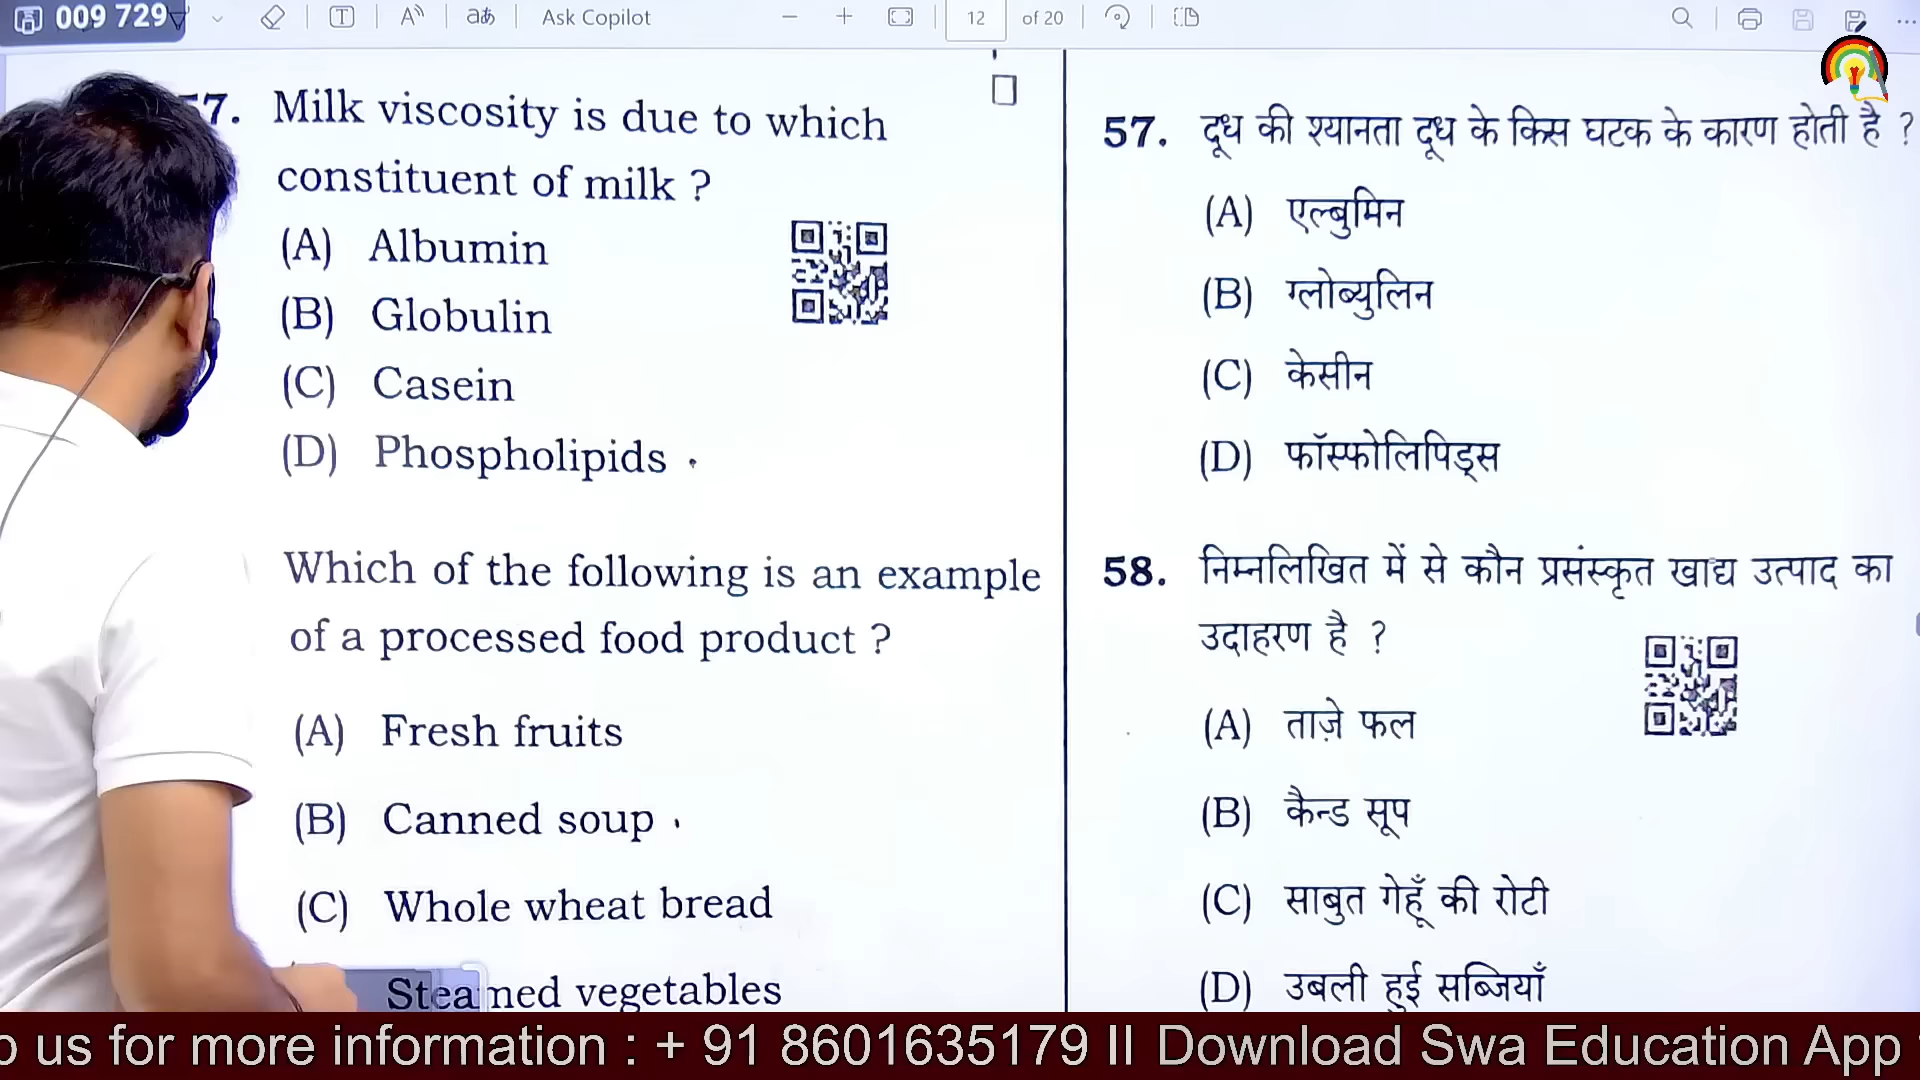 009 729
Ask Copilot
12 of 20
7. Milk viscosity is due to which
constituent of milk ?
(A) Albumin
(B) Globulin
(C) Casein
(D) Phospholipids
Which of the following is an example
of a processed food product ?
(A) Fresh fruits
(B) Canned soup
(C) Whole wheat bread
Steamed vegetables
57. दूध की श्यानता दूध के किस घटक के कारण होती है ?
(A) एल्बुमिन
(B) ग्लोब्युलिन
(C) केसीन
(D) फॉस्फोलिपिड्स
58. निम्नलिखित में से कौन प्रसंस्कृत खाद्य उत्पाद का
उदाहरण है ?
(A) ताज़े फल
(B) कैन्ड सूप
(C) साबुत गेहूँ की रोटी
(D) उबली हुई सब्जियाँ
us for more information : + 91 8601635179 II Download Swa Education App